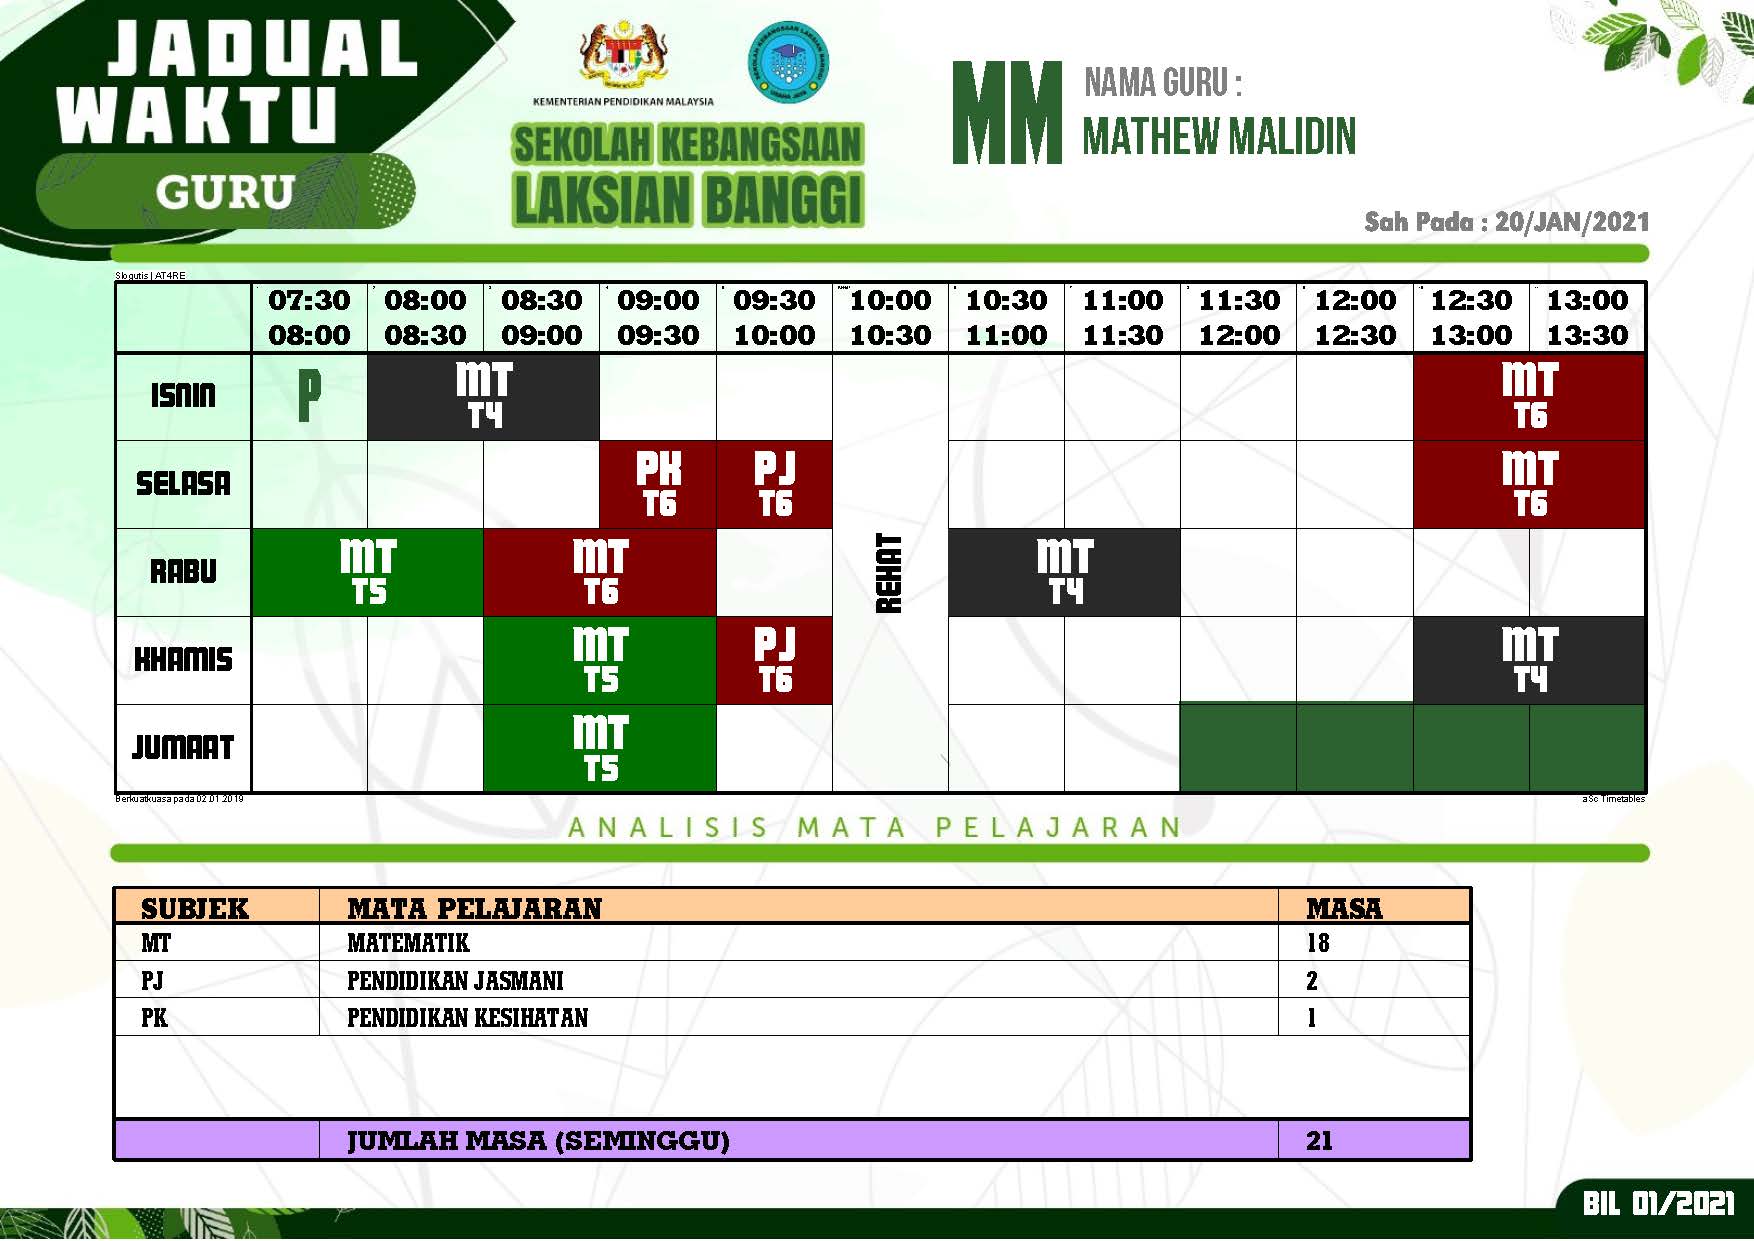 JADUAL
WAKTU
GURU
KEMENTERIAN PENDIDIKAN MALAYSIA
SEKOLAH KEBANGSAAN LAKSIAN BANGGI
SEKOLAH KEBANGSAAN
LAKSIAN BANGGI
MM
NAMA GURU :
MATHEW MALIDIN
Sah Pada : 20/JAN/2021
Slogutis | AT4RE
07:30 08:00 08:30 09:00 09:30 10:00 10:30 11:00 11:30 12:00 12:30 13:00
08:00 08:30 09:00 09:30 10:00 10:30 11:00 11:30 12:00 12:30 13:00 13:30
ISNIN P MT T4 MT T6
SELASA PK T6 PJ T6 MT T6
RABU MT T5 MT T6 REHAT MT T4
KHAMIS MT T5 PJ T6 MT T4
JUMAAT MT T5
Berkuatkuasa pada 02.01.2019 aSc Timetables
ANALISIS MATA PELAJARAN
SUBJEK MATA PELAJARAN MASA
MT MATEMATIK 18
PJ PENDIDIKAN JASMANI 2
PK PENDIDIKAN KESIHATAN 1
JUMLAH MASA (SEMINGGU) 21
BIL 01/2021